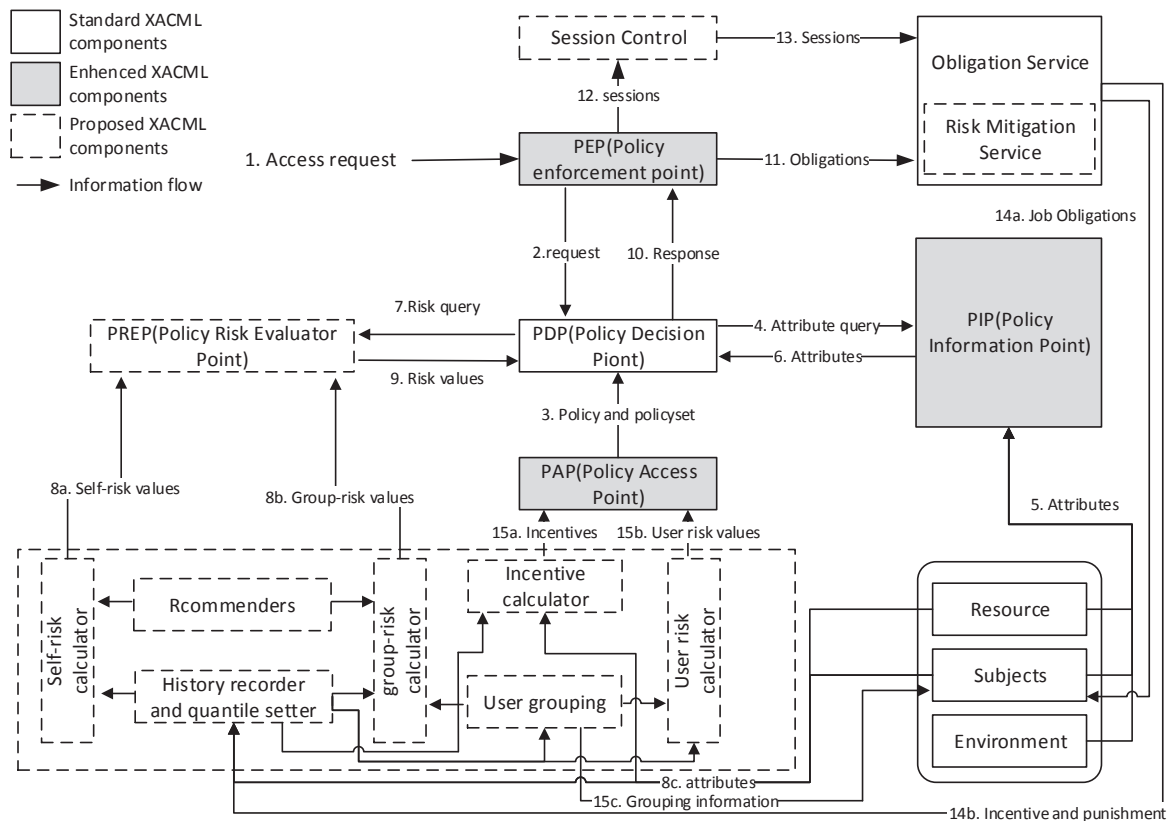 Standard XACML
components
Enhenced XACML
components
Proposed XACML
components
Information flow
Session Control
13. Sessions
Obligation Service
Risk Mitigation
Service
12. sessions
1. Access request
PEP(Policy
enforcement point)
11. Obligations
14a. Job Obligations
2.request
10. Response
7.Risk query
PREP(Policy Risk Evaluator
Point)
9. Risk values
PDP(Policy Decision
Piont)
4. Attribute query
6. Attributes
PIP(Policy
Information Point)
3. Policy and policyset
PAP(Policy Access
Point)
8a. Self-risk values
8b. Group-risk values
15a. Incentives
15b. User risk values
5. Attributes
Self-risk
calculator
Rcommenders
History recorder
and quantile setter
group-risk
calculator
Incentive
calculator
User grouping
User risk
calculator
Resource
Subjects
Environment
8c. attributes
15c. Grouping information
14b. Incentive and punishment